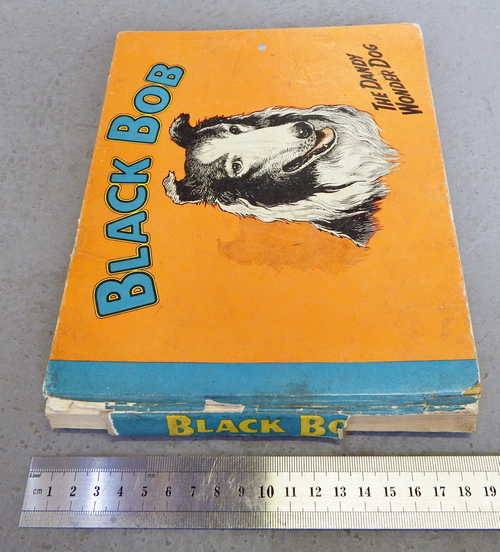 BLACK BOB
THE DANDY
WONDER DOG
BLACK BO
cm 1 2 3 4 5 6 7 8 9 10 11 12 13 14 15 16 17 18 19